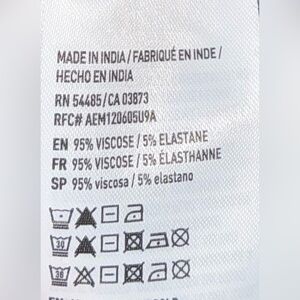 MADE IN INDIA / FABRIQUÉ EN INDE /
HECHO EN INDIA
RN 54485/CA 03873
RFC# AEM120605U9A
EN 95% VISCOSE / 5% ELASTANE
FR 95% VISCOSE / 5% ÉLASTHANNE
SP 95% viscosa / 5% elastano
30